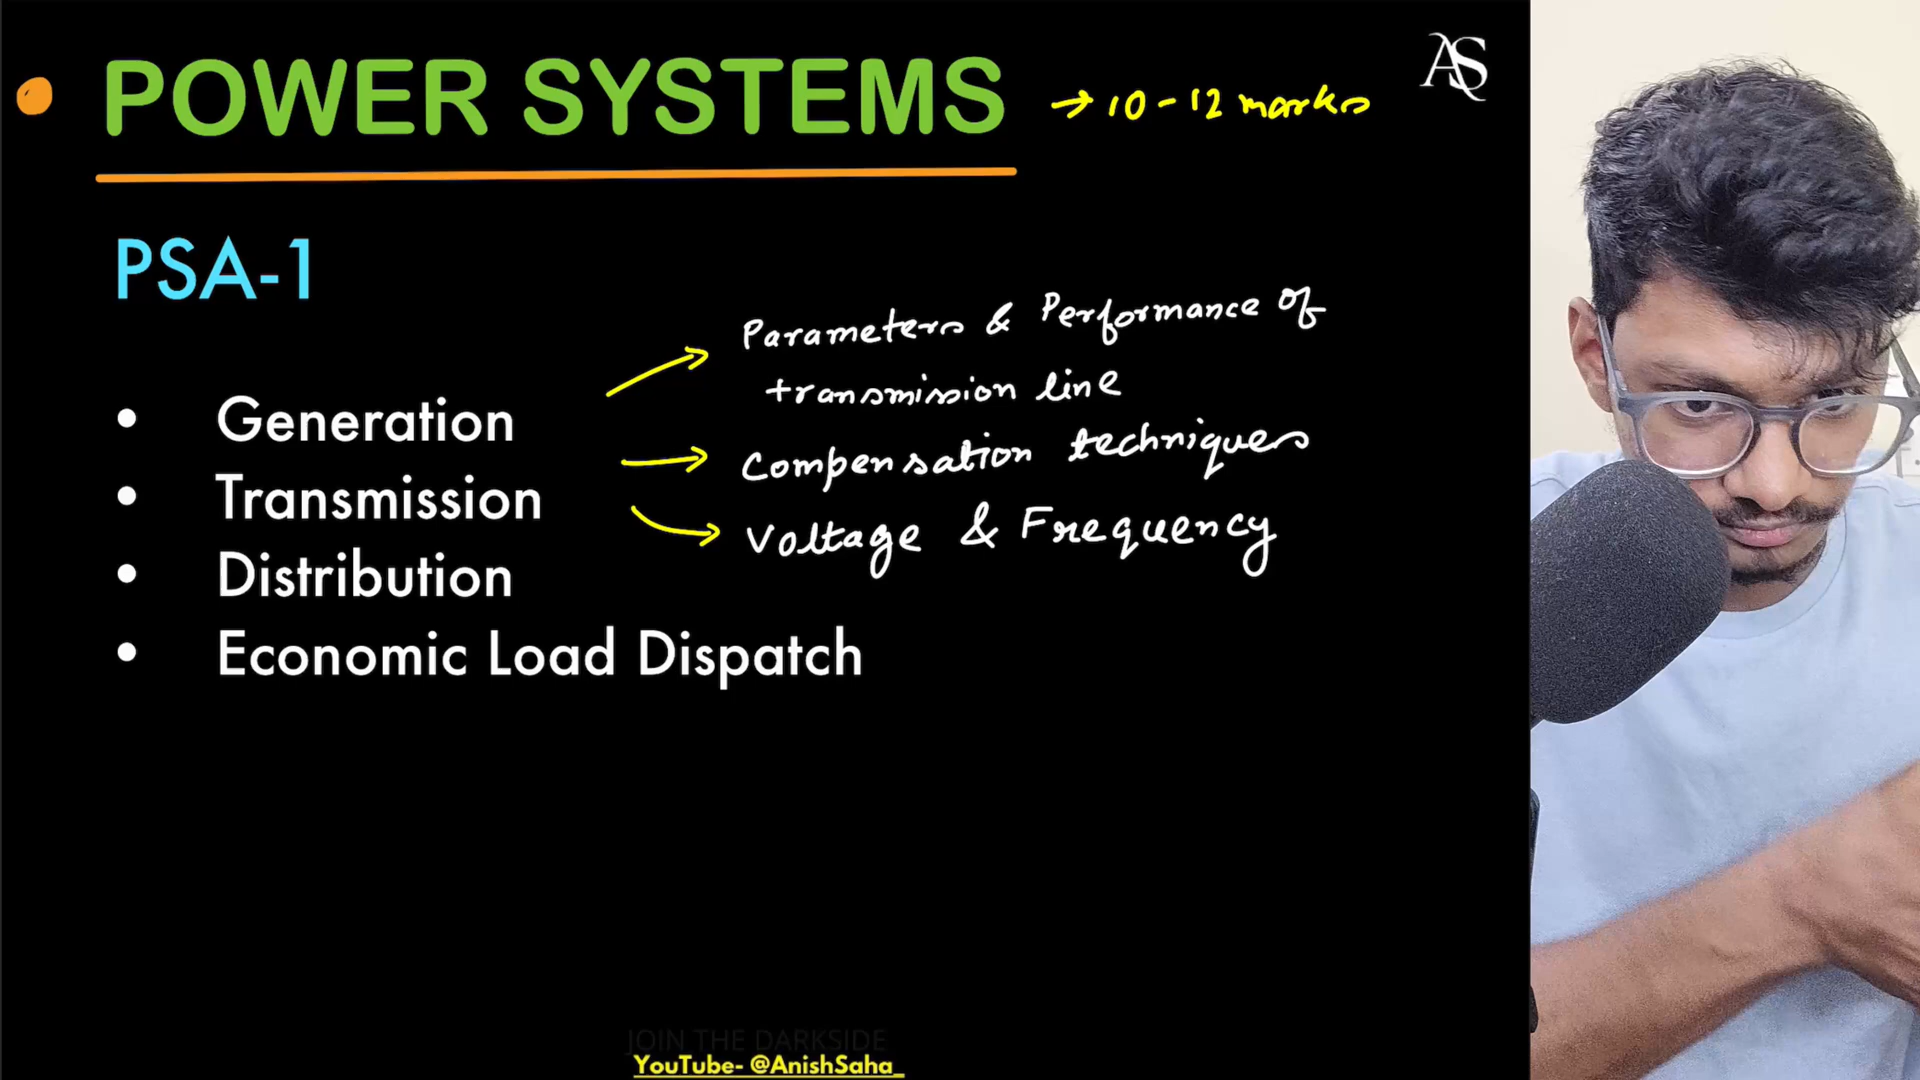 POWER SYSTEMS
→ 10 - 12 marks
AS
PSA-1
Parameters & Performance of
transmission line
• Generation
Compensation techniques
• Transmission
Voltage & Frequency
• Distribution
• Economic Load Dispatch
JOIN THE DARKSIDE
YouTube- @AnishSaha_